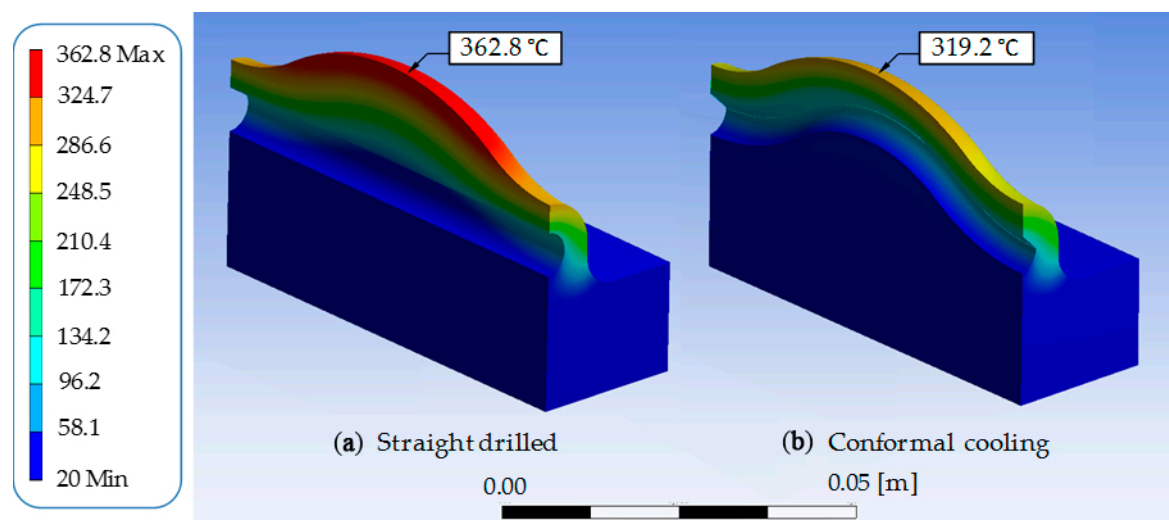 362.8 Max
324.7
286.6
248.5
210.4
172.3
134.2
96.2
58.1
20 Min
362.8 °C
319.2 °C
(a) Straight drilled
(b) Conformal cooling
0.00
0.05 [m]